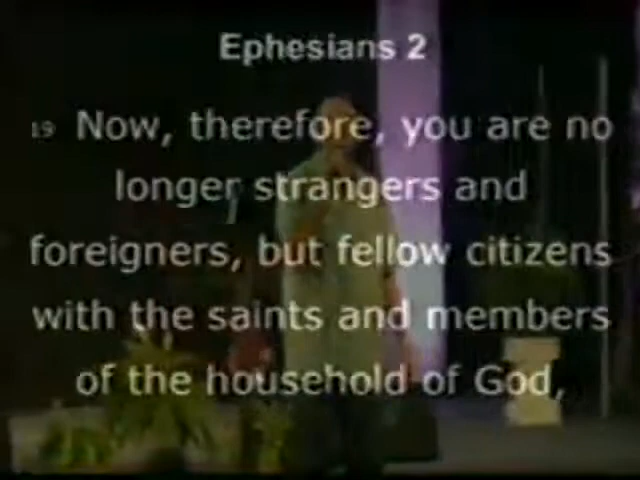 Ephesians 2
19 Now, therefore, you are no
longer strangers and
foreigners, but fellow citizens
with the saints and members
of the household of God,